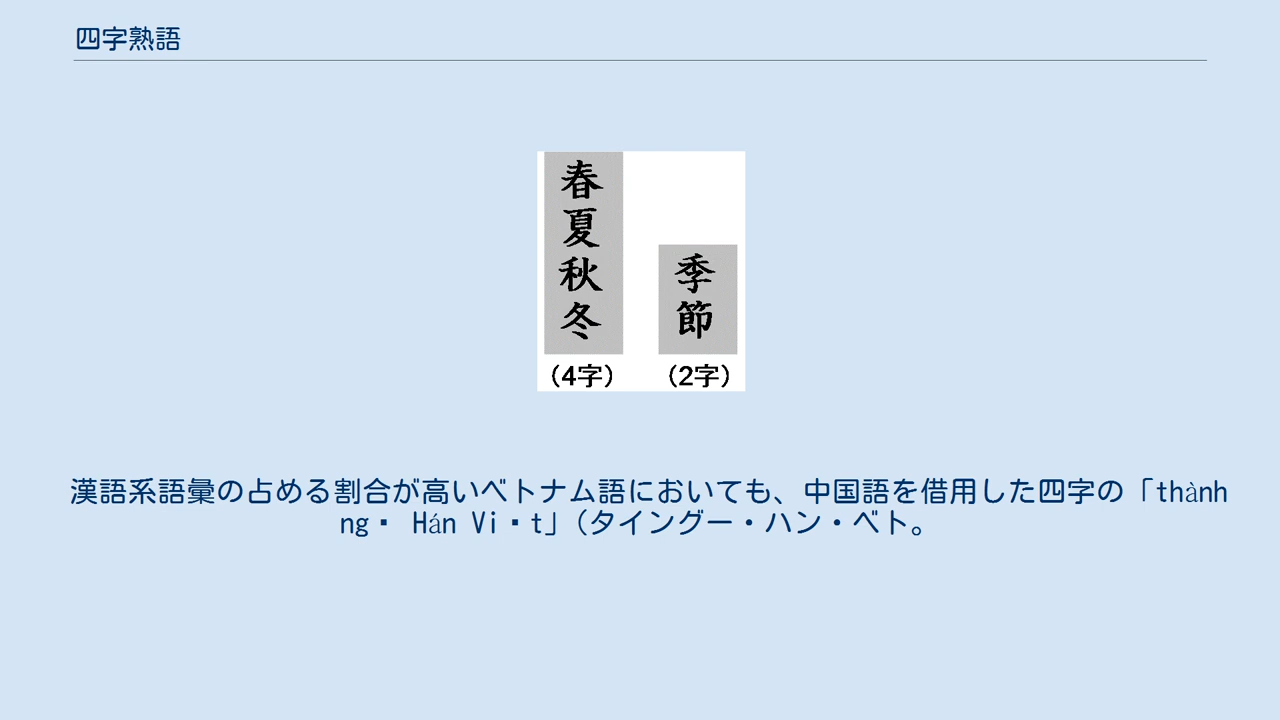 四字熟語
春夏秋冬
(4字)
季節
(2字)
漢語系語彙の占める割合が高いベトナム語においても、中国語を借用した四字の「thành
ng▪ Hán Vi▪t」(タイングー・ハン・ベト。